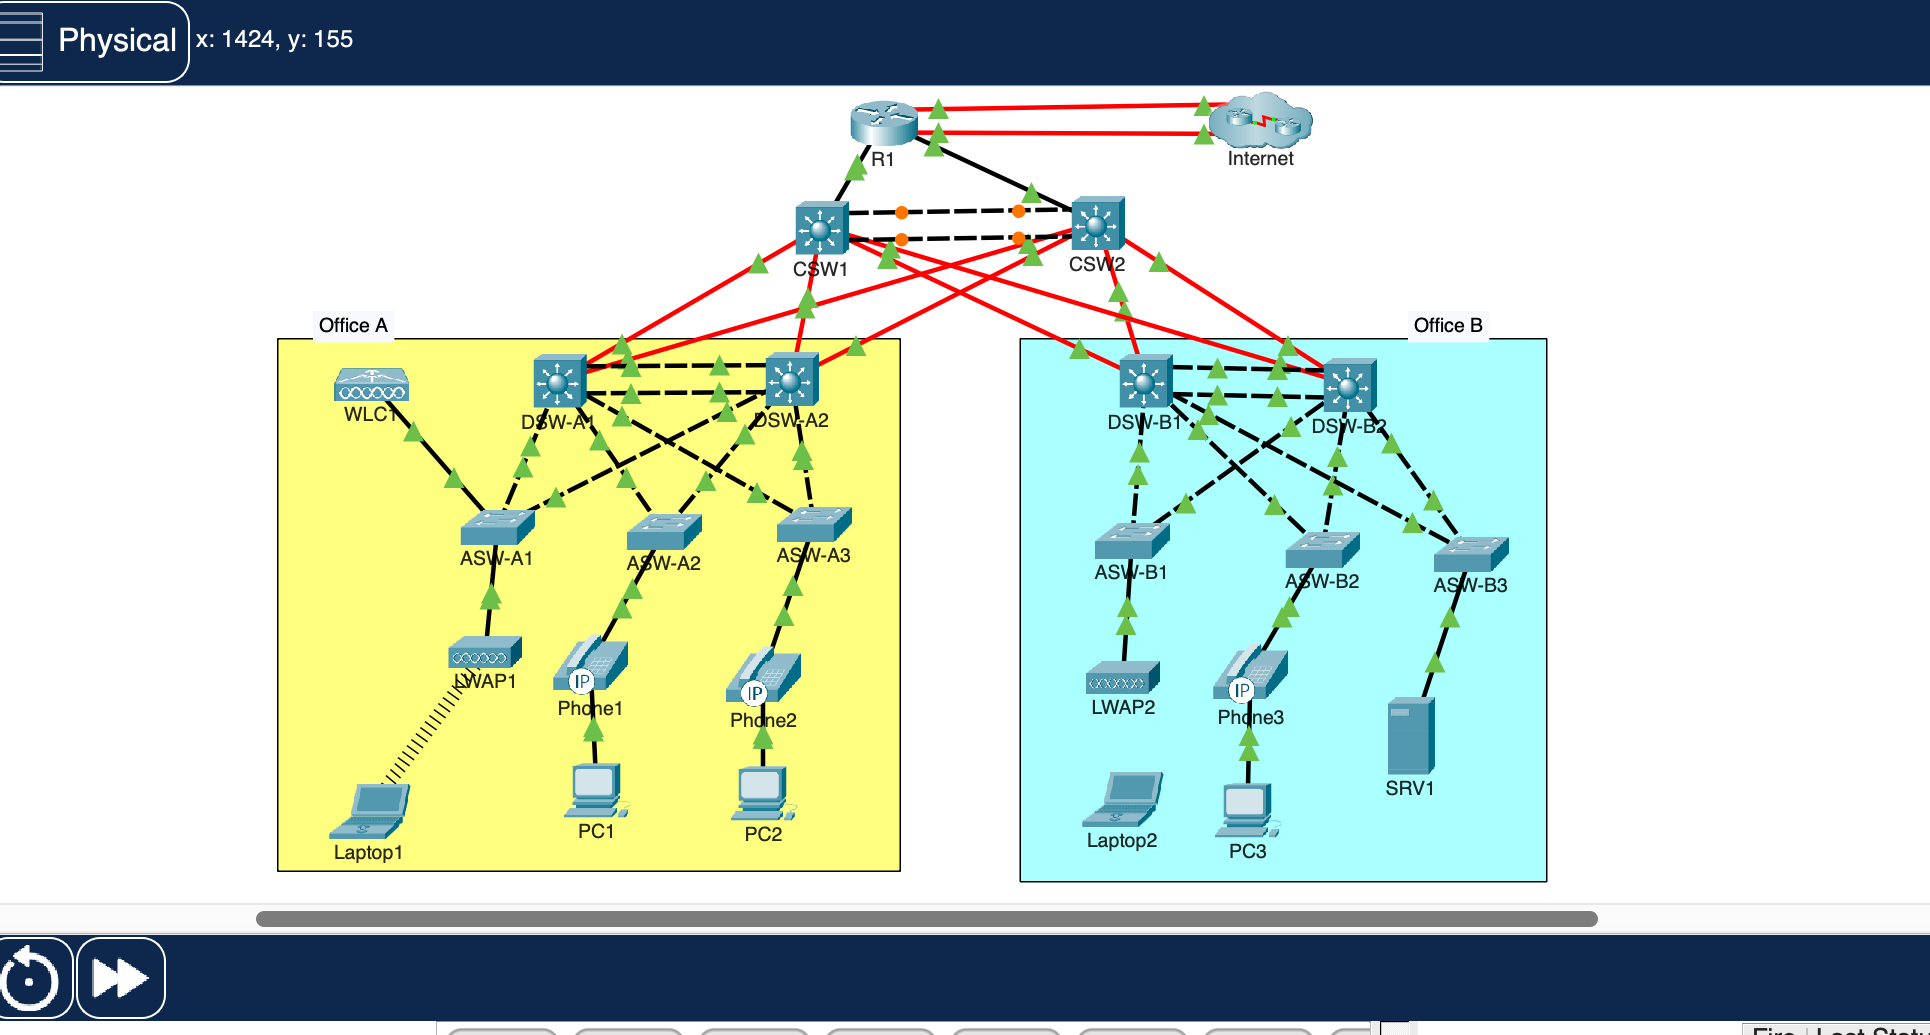 Physical x: 1424, y: 155
R1
Internet
CSW1
CSW2
Office A
Office B
WLC1
DSW-A1
DSW-A2
DSW-B1
DSW-B2
ASW-A1
ASW-A2
ASW-A3
ASW-B1
ASW-B2
ASW-B3
LWAP1
IP
Phone1
IP
Phone2
LWAP2
IP
Phone3
SRV1
Laptop1
PC1
PC2
Laptop2
PC3
Fire